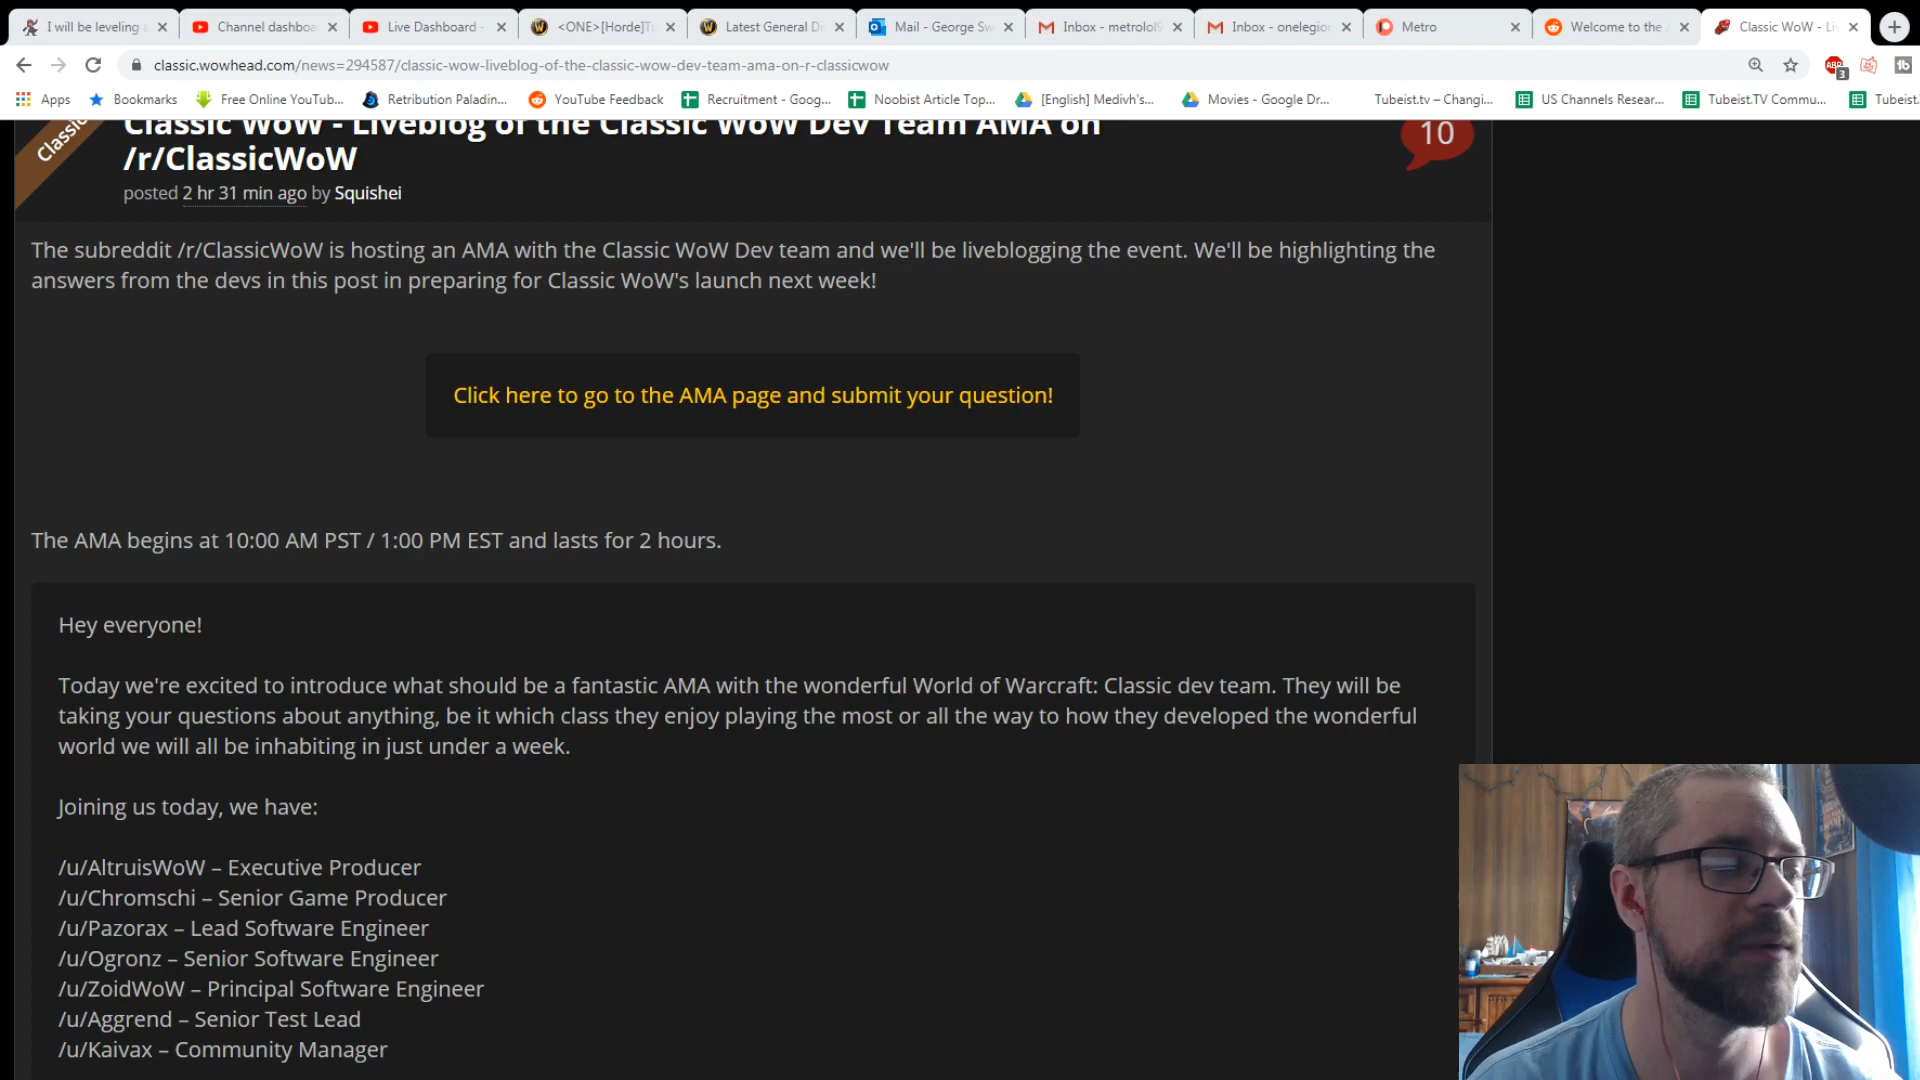 I will be leveling a
Channel dashboa
Live Dashboard -
<ONE>[Horde]Tu
Latest General Di
Mail - George Sw
Inbox - metrolol9
Inbox - onelegion
Metro
Welcome to the A
Classic WoW - Li
classic.wowhead.com/news=294587/classic-wow-liveblog-of-the-classic-wow-dev-team-ama-on-r-classicwow
ABP
3
tb
Apps
Bookmarks
Free Online YouTub...
Retribution Paladin...
YouTube Feedback
Recruitment - Goog...
Noobist Article Top...
[English] Medivh's...
Movies - Google Dr...
Tubeist.tv – Changi...
US Channels Resear...
Tubeist.TV Commu...
Tubeist.
Classic
Classic WoW - Liveblog of the Classic WoW Dev Team AMA on
/r/ClassicWoW
10
posted 2 hr 31 min ago by Squishei
The subreddit /r/ClassicWoW is hosting an AMA with the Classic WoW Dev team and we'll be liveblogging the event. We'll be highlighting the
answers from the devs in this post in preparing for Classic WoW's launch next week!
Click here to go to the AMA page and submit your question!
The AMA begins at 10:00 AM PST / 1:00 PM EST and lasts for 2 hours.
Hey everyone!
Today we're excited to introduce what should be a fantastic AMA with the wonderful World of Warcraft: Classic dev team. They will be
taking your questions about anything, be it which class they enjoy playing the most or all the way to how they developed the wonderful
world we will all be inhabiting in just under a week.
Joining us today, we have:
/u/AltruisWoW – Executive Producer
/u/Chromschi – Senior Game Producer
/u/Pazorax – Lead Software Engineer
/u/Ogronz – Senior Software Engineer
/u/ZoidWoW – Principal Software Engineer
/u/Aggrend – Senior Test Lead
/u/Kaivax – Community Manager